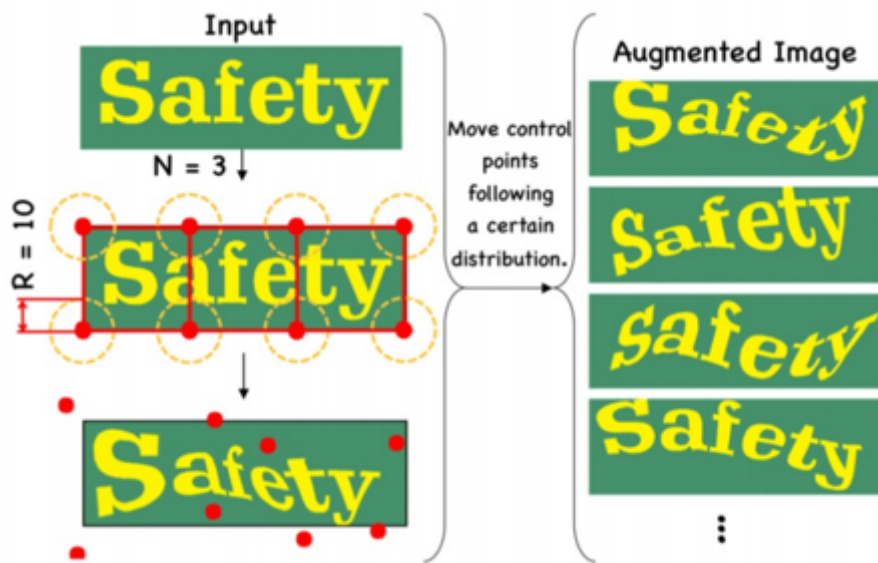 Input
Safety
N = 3
R = 10
Safety
Safety
Move control
points
following
a certain
distribution.
Augmented Image
Safety
Safety
Safety
Safety
...